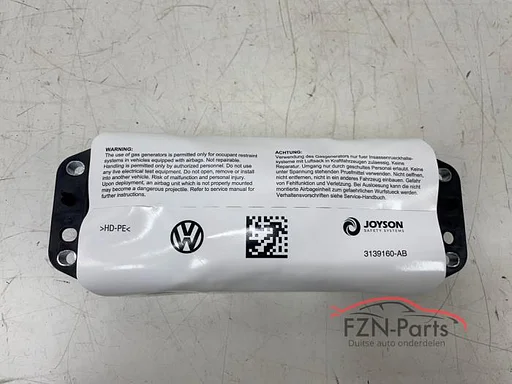 WARNING:
The use of gas generators is permitted only for occupant restraint
systems in vehicles equipped with airbags. Not repairable.
Handling is permitted only by authorized personnel. Do not use
any live electrical test equipment. Do not open, remove or install
into another vehicle. Risk of malfunction and personal injury.
Upon deployment, an airbag unit which is not properly mounted
may become a dangerous projectile. Refer to service manual for
further instructions.
ACHTUNG:
Verwendung des Gasgenerators nur fuer Insassenrueckhalte-
systeme mit Luftsack in Kraftfahrzeugen zulaessig. Keine
Reparatur. Umgang nur durch geschultes Personal erlaubt. Keine
unter Spannung stehenden Pruefmittel verwenden. Nicht oeffnen,
nicht entfernen, nicht in ein anderes Fahrzeug einbauen. Gefahr
von Fehlfunktion und Verletzung. Bei Ausloesung kann die nicht
montierte Airbageinheit zum gefaehrlichen Wurfstueck werden.
Verhaltensvorschriften siehe Service-Handbuch.
>HD-PE<
JOYSON
SAFETY SYSTEMS
3139160-AB
FZN-Parts
Duitse auto onderdelen